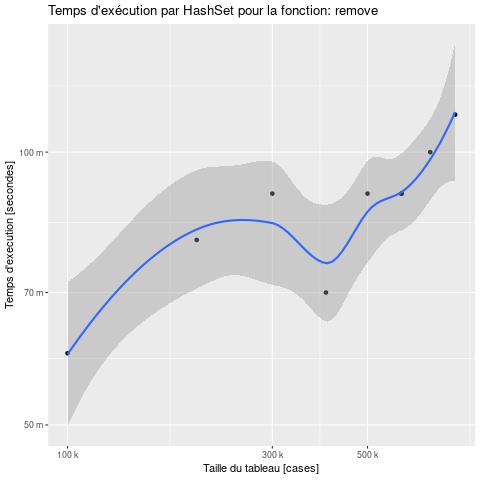 Temps d'exécution par HashSet pour la fonction: remove
Temps d'execution [secondes]
100 m
70 m
50 m
100 k
300 k
500 k
Taille du tableau [cases]